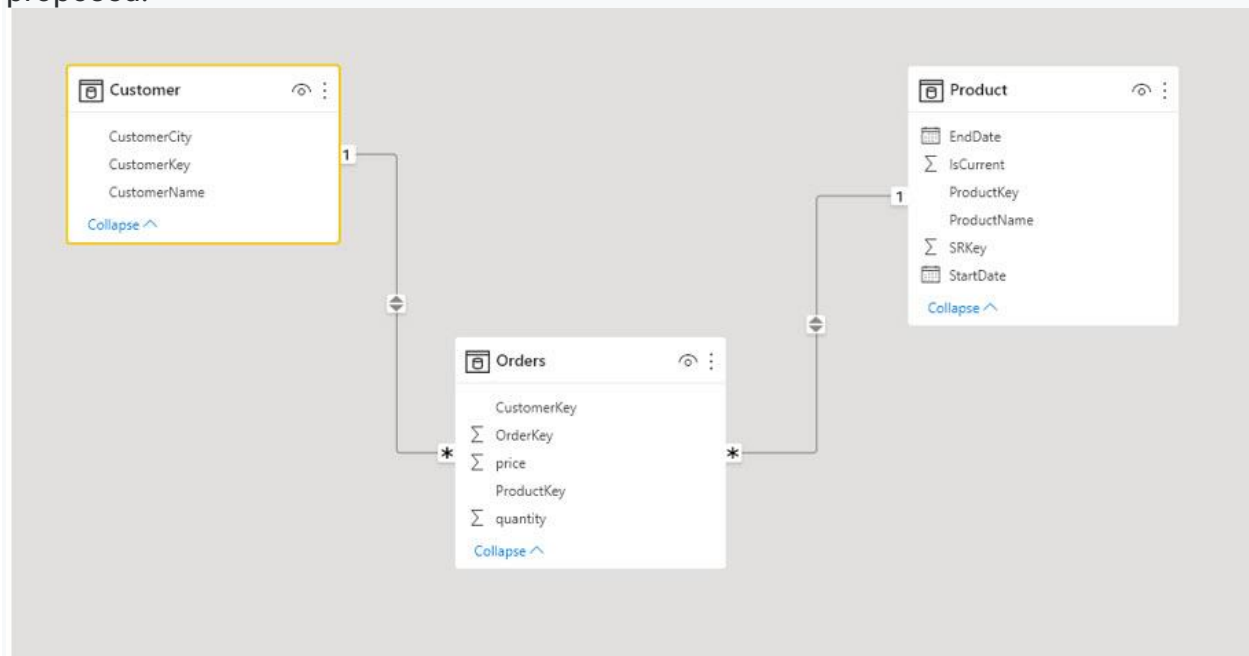 proposed.
Customer
CustomerCity
CustomerKey
CustomerName
Collapse
1
Product
EndDate
Σ IsCurrent
ProductKey
ProductName
Σ SRKey
StartDate
Collapse
1
Orders
CustomerKey
Σ OrderKey
Σ price
ProductKey
Σ quantity
Collapse
*
*